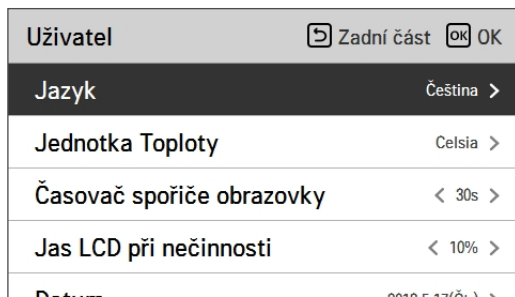 Uživatel Zadní část OK OK
Jazyk Čeština >
Jednotka Toploty Celsia >
Časovač spořiče obrazovky < 30s >
Jas LCD při nečinnosti < 10% >